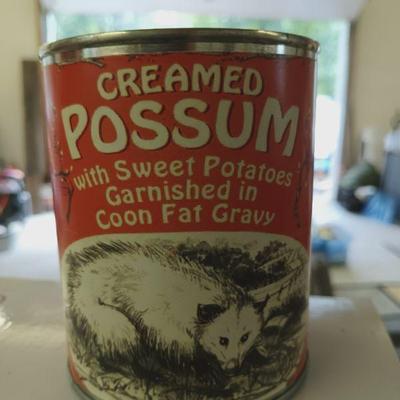 CREAMED
POSSUM
with Sweet Potatoes
Garnished in
Coon Fat Gravy